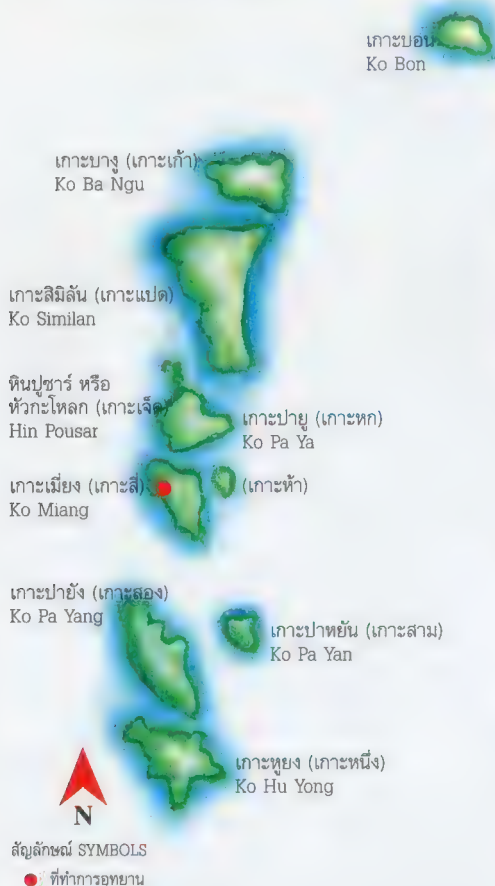 เกาะบอน
Ko Bon
เกาะบางู (เกาะเก้า)
Ko Ba Ngu
เกาะสิมิลัน (เกาะแปด)
Ko Similan
หินปูซาร์ หรือ
หัวกะโหลก (เกาะเจ็ด)
Hin Pousar
เกาะปายู (เกาะหก)
Ko Pa Ya
เกาะเมี่ยง (เกาะสี่)
Ko Miang
(เกาะห้า)
เกาะปายัง (เกาะสอง)
Ko Pa Yang
เกาะปาหยัน (เกาะสาม)
Ko Pa Yan
เกาะหูยง (เกาะหนึ่ง)
Ko Hu Yong
N
สัญลักษณ์ SYMBOLS
ที่ทำการอุทยาน